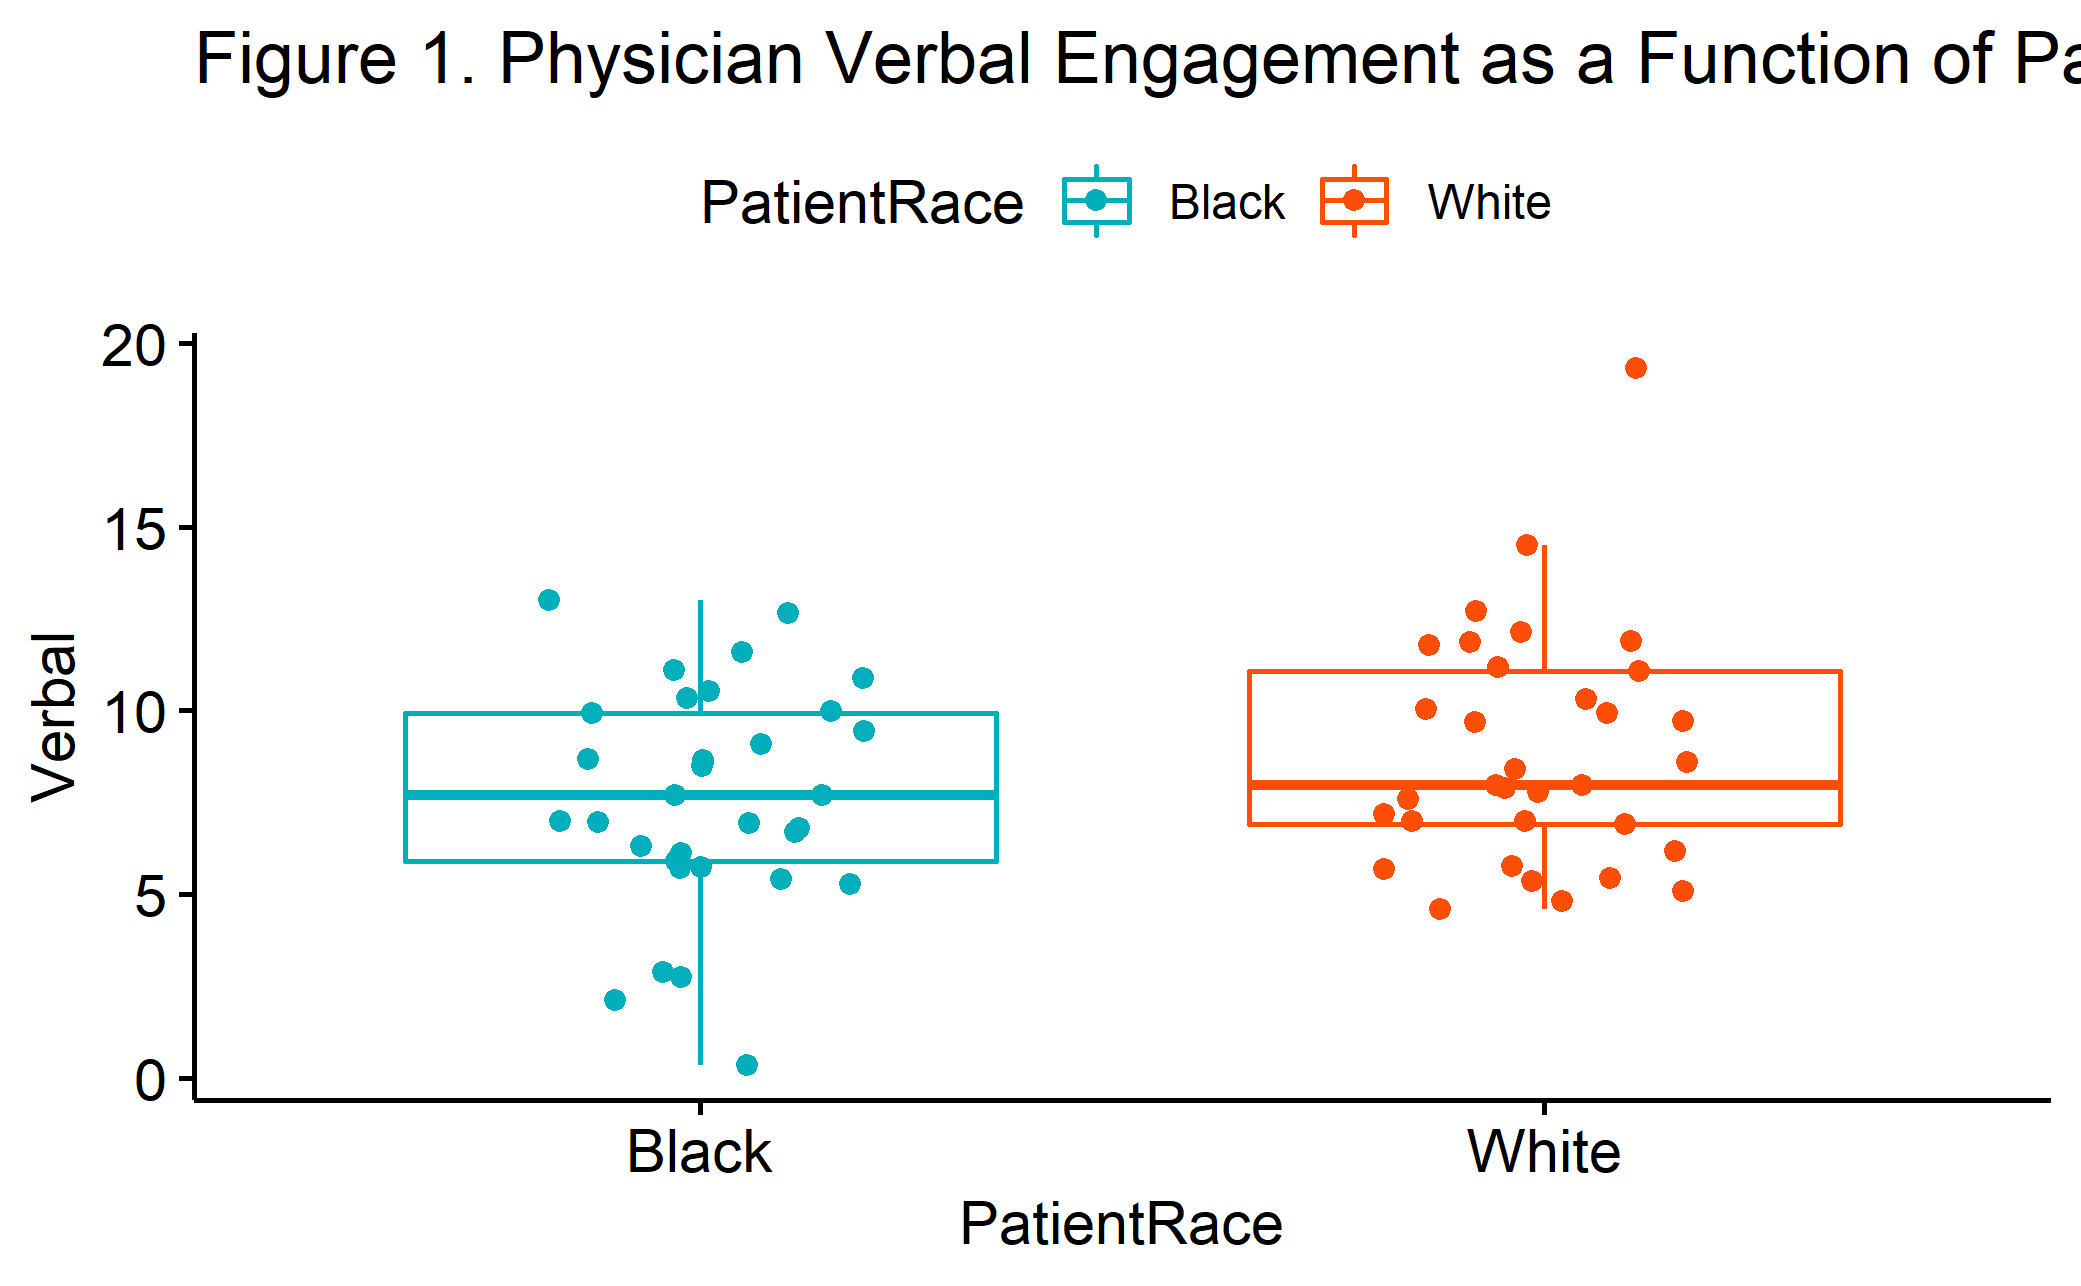 Figure 1. Physician Verbal Engagement as a Function of Pa
PatientRace Black White
20
15
10
5
0
Verbal
Black White
PatientRace